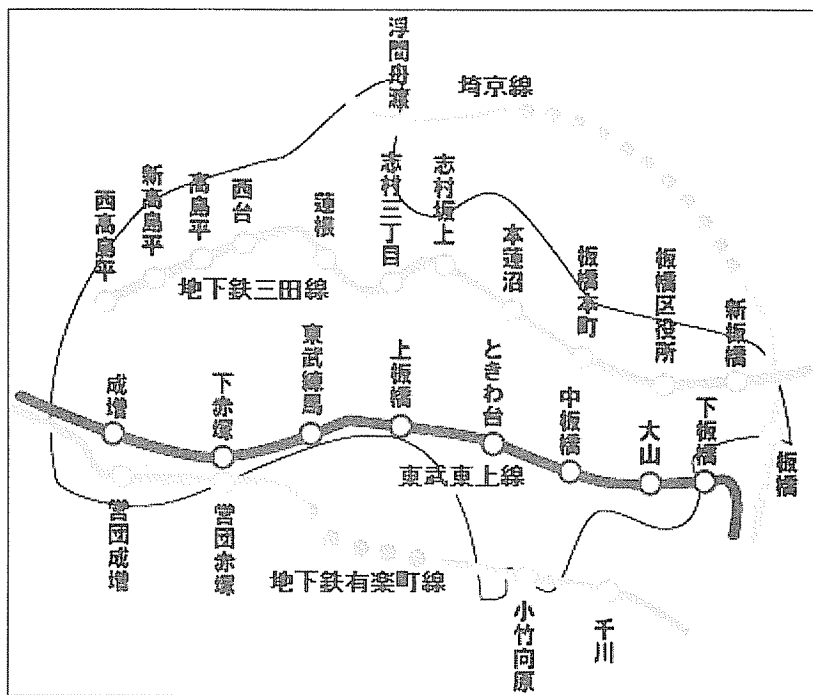 浮間舟渡
埼京線
西高島平
新高島平
高島平
西台
蓮根
志村三丁目
志村坂上
本蓮沼
板橋本町
板橋区役所
新板橋
地下鉄三田線
成増
下赤塚
東武練馬
上板橋
ときわ台
中板橋
大山
下板橋
板橋
東武東上線
営団成増
営団赤塚
地下鉄有楽町線
小竹向原
千川